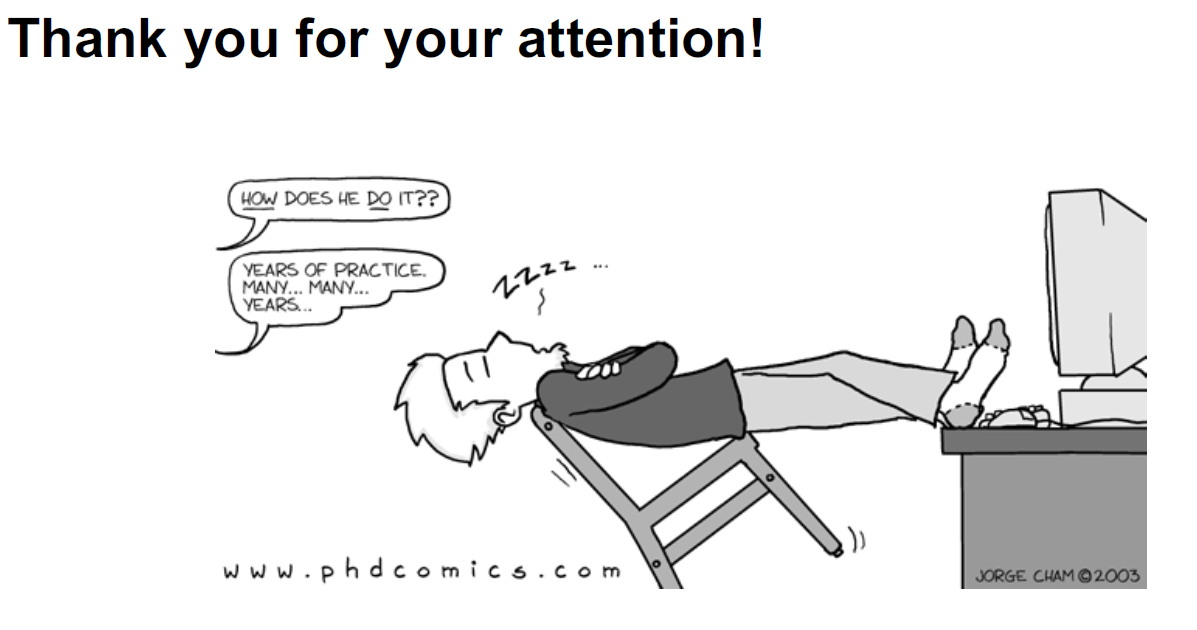 Thank you for your attention!
HOW DOES HE DO IT??
YEARS OF PRACTICE.
MANY... MANY...
YEARS...
ZZZZ ...
www.phdcomics.com
JORGE CHAM ©2003